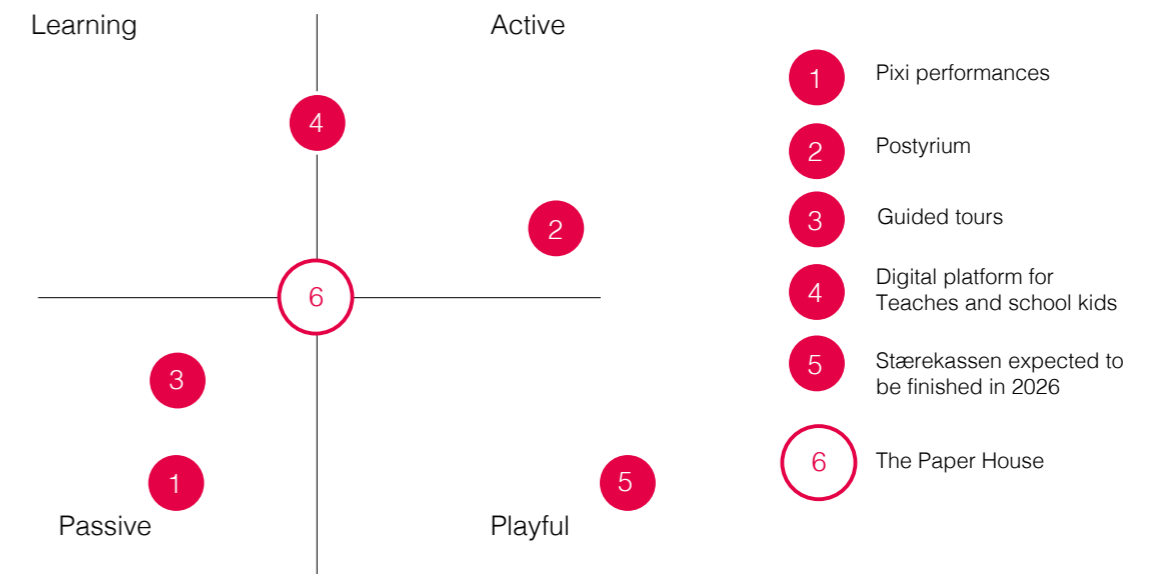 Learning
Active
4
2
6
3
1
5
Passive
Playful
1
Pixi performances
2
Postyrium
3
Guided tours
4
Digital platform for
Teaches and school kids
5
Stærekassen expected to
be finished in 2026
6
The Paper House